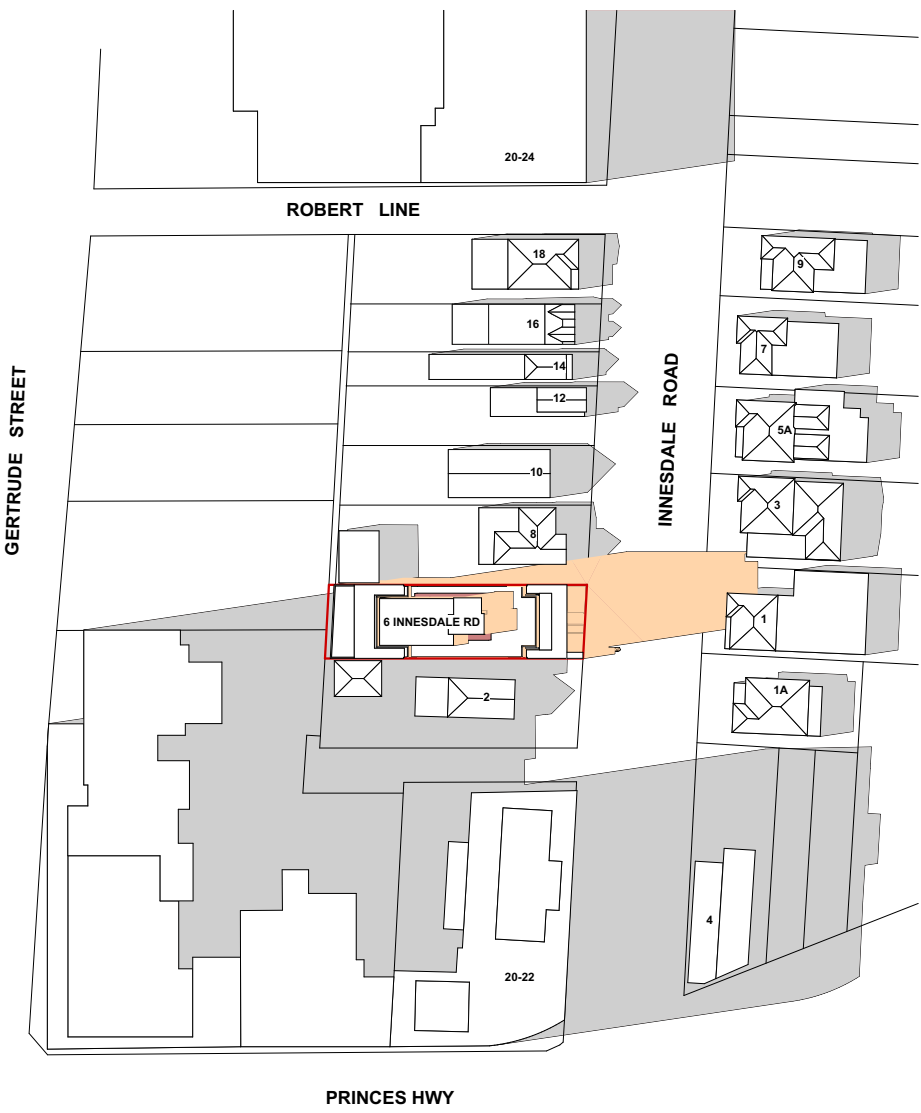 20-24
ROBERT LINE
18
9
16
7
14
12
5A
10
3
8
GERTRUDE STREET
INNESDALE ROAD
6 INNESDALE RD
1
2
1A
4
20-22
PRINCES HWY